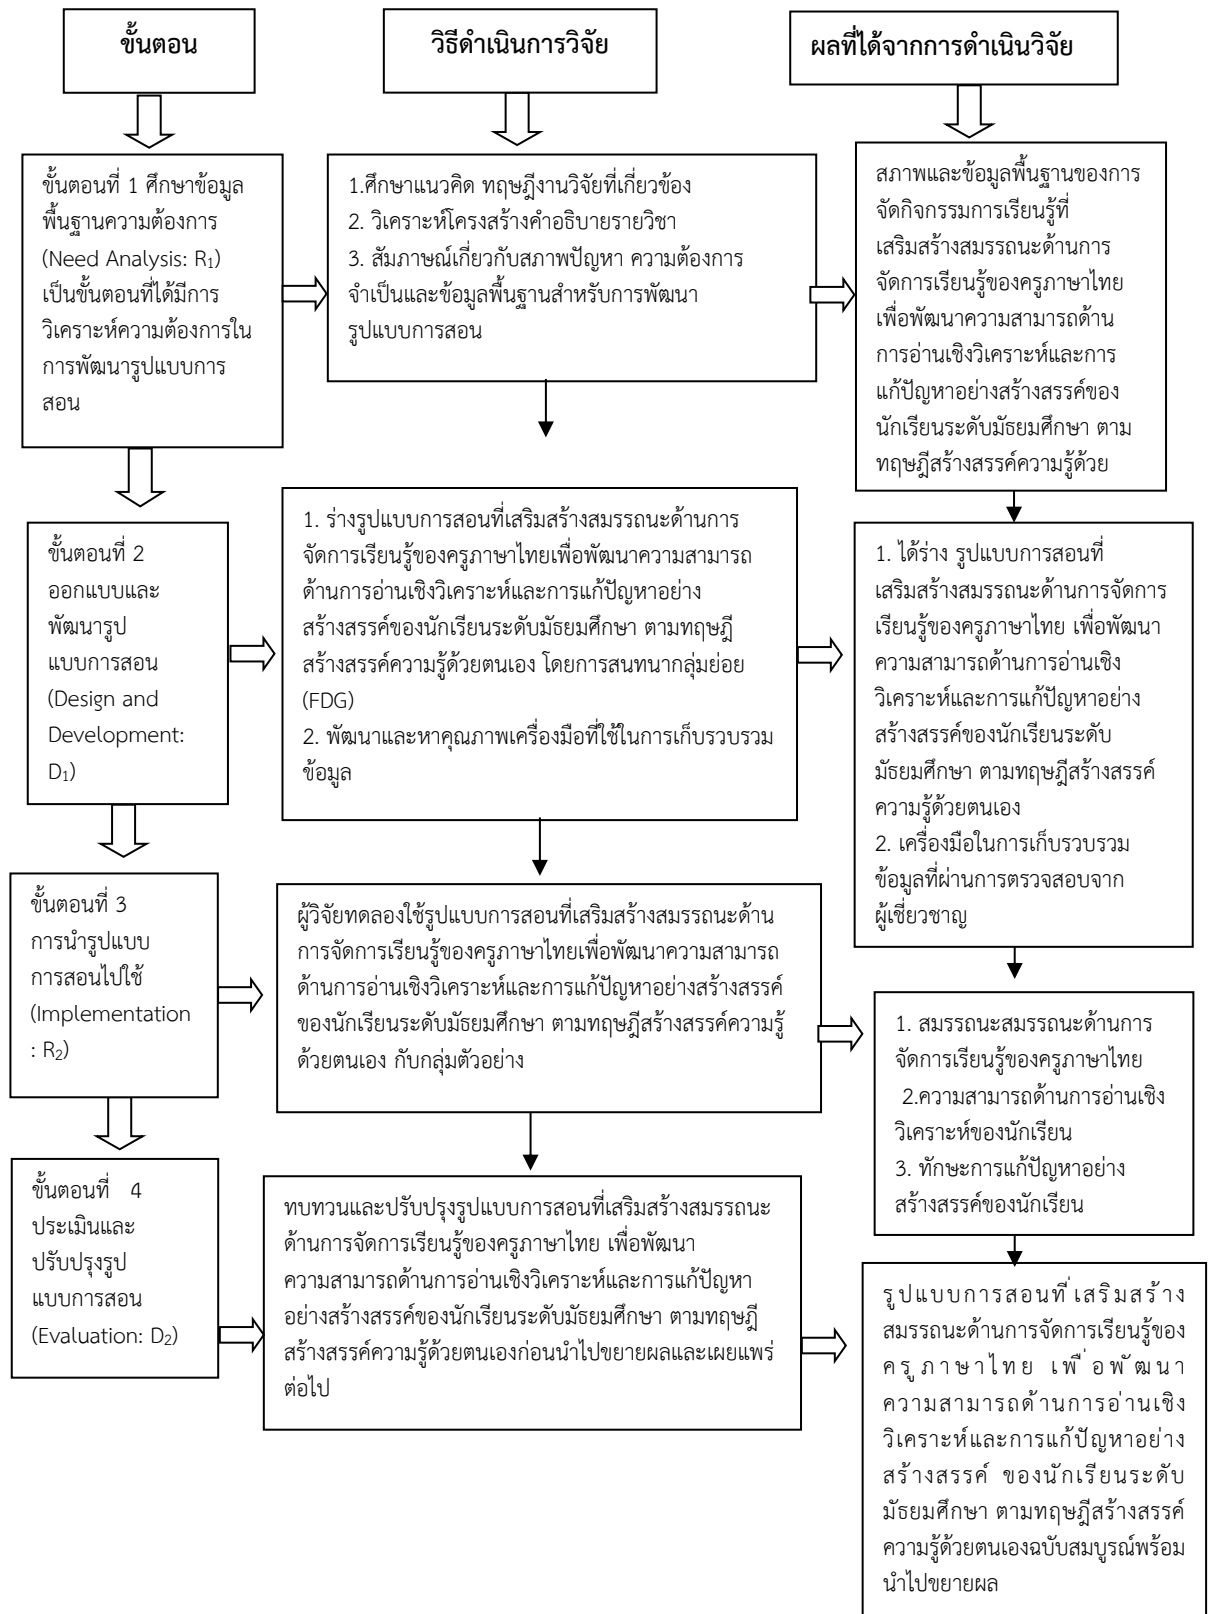 ขั้นตอน
วิธีดำเนินการวิจัย
ผลที่ได้จากการดำเนินวิจัย
ขั้นตอนที่ 1 ศึกษาข้อมูล
พื้นฐานความต้องการ
(Need Analysis: R1)
เป็นขั้นตอนที่ได้มีการ
วิเคราะห์ความต้องการใน
การพัฒนารูปแบบการ
สอน
1.ศึกษาแนวคิด ทฤษฎีงานวิจัยที่เกี่ยวข้อง
2. วิเคราะห์โครงสร้างคำอธิบายรายวิชา
3. สัมภาษณ์เกี่ยวกับสภาพปัญหา ความต้องการ
จำเป็นและข้อมูลพื้นฐานสำหรับการพัฒนา
รูปแบบการสอน
สภาพและข้อมูลพื้นฐานของการ
จัดกิจกรรมการเรียนรู้ที่
เสริมสร้างสมรรถนะด้านการ
จัดการเรียนรู้ของครูภาษาไทย
เพื่อพัฒนาความสามารถด้าน
การอ่านเชิงวิเคราะห์และการ
แก้ปัญหาอย่างสร้างสรรค์ของ
นักเรียนระดับมัธยมศึกษา ตาม
ทฤษฎีสร้างสรรค์ความรู้ด้วย
ขั้นตอนที่ 2
ออกแบบและ
พัฒนารูป
แบบการสอน
(Design and
Development:
D1)
1. ร่างรูปแบบการสอนที่เสริมสร้างสมรรถนะด้านการ
จัดการเรียนรู้ของครูภาษาไทยเพื่อพัฒนาความสามารถ
ด้านการอ่านเชิงวิเคราะห์และการแก้ปัญหาอย่าง
สร้างสรรค์ของนักเรียนระดับมัธยมศึกษา ตามทฤษฎี
สร้างสรรค์ความรู้ด้วยตนเอง โดยการสนทนากลุ่มย่อย
(FDG)
2. พัฒนาและหาคุณภาพเครื่องมือที่ใช้ในการเก็บรวบรวม
ข้อมูล
1. ได้ร่าง รูปแบบการสอนที่
เสริมสร้างสมรรถนะด้านการจัดการ
เรียนรู้ของครูภาษาไทย เพื่อพัฒนา
ความสามารถด้านการอ่านเชิง
วิเคราะห์และการแก้ปัญหาอย่าง
สร้างสรรค์ของนักเรียนระดับ
มัธยมศึกษา ตามทฤษฎีสร้างสรรค์
ความรู้ด้วยตนเอง
2. เครื่องมือในการเก็บรวบรวม
ข้อมูลที่ผ่านการตรวจสอบจาก
ผู้เชี่ยวชาญ
ขั้นตอนที่ 3
การนำรูปแบบ
การสอนไปใช้
(Implementation
: R2)
ผู้วิจัยทดลองใช้รูปแบบการสอนที่เสริมสร้างสมรรถนะด้าน
การจัดการเรียนรู้ของครูภาษาไทยเพื่อพัฒนาความสามารถ
ด้านการอ่านเชิงวิเคราะห์และการแก้ปัญหาอย่างสร้างสรรค์
ของนักเรียนระดับมัธยมศึกษา ตามทฤษฎีสร้างสรรค์ความรู้
ด้วยตนเอง กับกลุ่มตัวอย่าง
1. สมรรถนะสมรรถนะด้านการ
จัดการเรียนรู้ของครูภาษาไทย
2.ความสามารถด้านการอ่านเชิง
วิเคราะห์ของนักเรียน
3. ทักษะการแก้ปัญหาอย่าง
สร้างสรรค์ของนักเรียน
ขั้นตอนที่ 4
ประเมินและ
ปรับปรุงรูป
แบบการสอน
(Evaluation: D2)
ทบทวนและปรับปรุงรูปแบบการสอนที่เสริมสร้างสมรรถนะ
ด้านการจัดการเรียนรู้ของครูภาษาไทย เพื่อพัฒนา
ความสามารถด้านการอ่านเชิงวิเคราะห์และการแก้ปัญหา
อย่างสร้างสรรค์ของนักเรียนระดับมัธยมศึกษา ตามทฤษฎี
สร้างสรรค์ความรู้ด้วยตนเองก่อนนำไปขยายผลและเผยแพร่
ต่อไป
รูปแบบการสอนที่เสริมสร้าง
สมรรถนะด้านการจัดการเรียนรู้ของ
ครูภาษาไทย เพื่อพัฒนา
ความสามารถด้านการอ่านเชิง
วิเคราะห์และการแก้ปัญหาอย่าง
สร้างสรรค์ ของนักเรียนระดับ
มัธยมศึกษา ตามทฤษฎีสร้างสรรค์
ความรู้ด้วยตนเองฉบับสมบูรณ์พร้อม
นำไปขยายผล